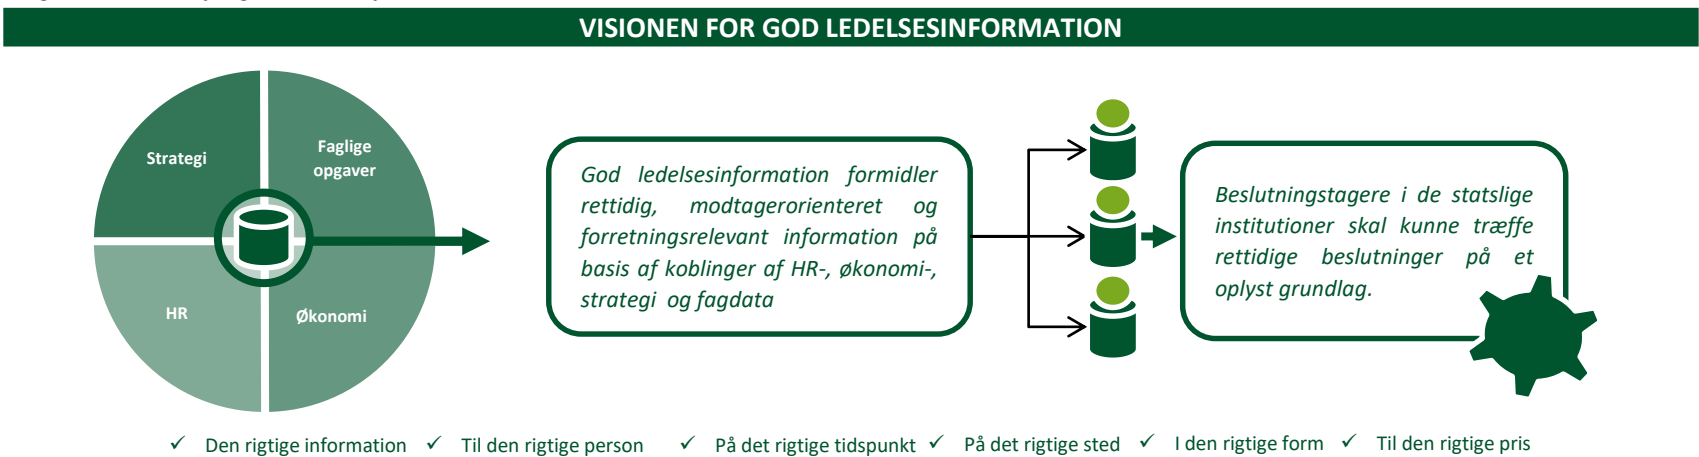 VISIONEN FOR GOD LEDELSESINFORMATION
Strategi
Faglige
opgaver
HR
Økonomi
God ledelsesinformation formidler
rettidig, modtagerorienteret og
forretningsrelevant information på
basis af koblinger af HR-, økonomi-,
strategi og fagdata
Beslutningstagere i de statslige
institutioner skal kunne træffe
rettidige beslutninger på et
oplyst grundlag.
✓ Den rigtige information ✓ Til den rigtige person ✓ På det rigtige tidspunkt ✓ På det rigtige sted ✓ I den rigtige form ✓ Til den rigtige pris